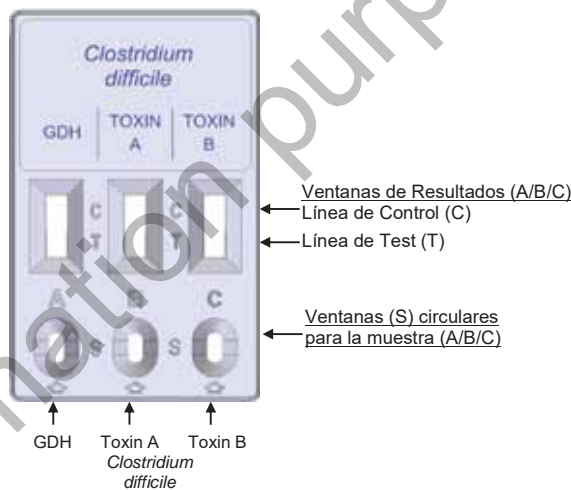 Clostridium
difficile
GDH
TOXIN
A
TOXIN
B
C
T
C
T
A
B
C
S
S
Ventanas de Resultados (A/B/C)
Línea de Control (C)
Línea de Test (T)
Ventanas (S) circulares
para la muestra (A/B/C)
GDH
Toxin A
Toxin B
Clostridium
difficile